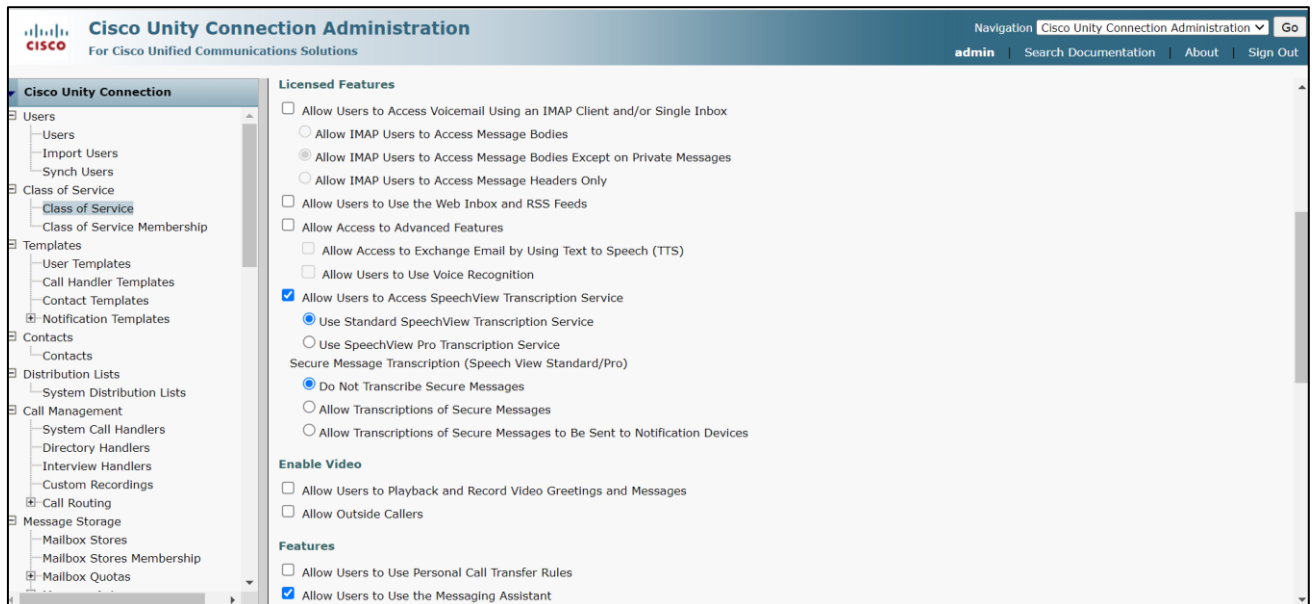 CISCO
Cisco Unity Connection Administration
For Cisco Unified Communications Solutions
Navigation Cisco Unity Connection Administration Go
admin Search Documentation About Sign Out
Cisco Unity Connection
Users
Users
Import Users
Synch Users
Class of Service
Class of Service
Class of Service Membership
Templates
User Templates
Call Handler Templates
Contact Templates
Notification Templates
Contacts
Contacts
Distribution Lists
System Distribution Lists
Call Management
System Call Handlers
Directory Handlers
Interview Handlers
Custom Recordings
Call Routing
Message Storage
Mailbox Stores
Mailbox Stores Membership
Mailbox Quotas
Licensed Features
Allow Users to Access Voicemail Using an IMAP Client and/or Single Inbox
Allow IMAP Users to Access Message Bodies
Allow IMAP Users to Access Message Bodies Except on Private Messages
Allow IMAP Users to Access Message Headers Only
Allow Users to Use the Web Inbox and RSS Feeds
Allow Access to Advanced Features
Allow Access to Exchange Email by Using Text to Speech (TTS)
Allow Users to Use Voice Recognition
Allow Users to Access SpeechView Transcription Service
Use Standard SpeechView Transcription Service
Use SpeechView Pro Transcription Service
Secure Message Transcription (Speech View Standard/Pro)
Do Not Transcribe Secure Messages
Allow Transcriptions of Secure Messages
Allow Transcriptions of Secure Messages to Be Sent to Notification Devices
Enable Video
Allow Users to Playback and Record Video Greetings and Messages
Allow Outside Callers
Features
Allow Users to Use Personal Call Transfer Rules
Allow Users to Use the Messaging Assistant